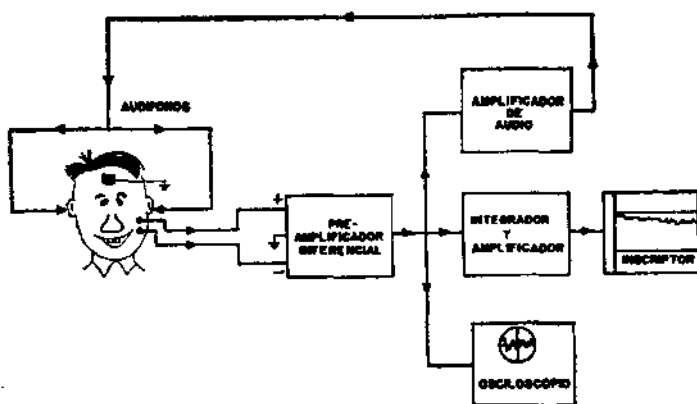 AUDIFONOS
AMPLIFICADOR
DE
AUDIO
+
PRE-
AMPLIFICADOR
DIFERENCIAL
−
INTEGRADOR
Y
AMPLIFICADOR
INSCRIPTOR
OSCILOSCOPIO